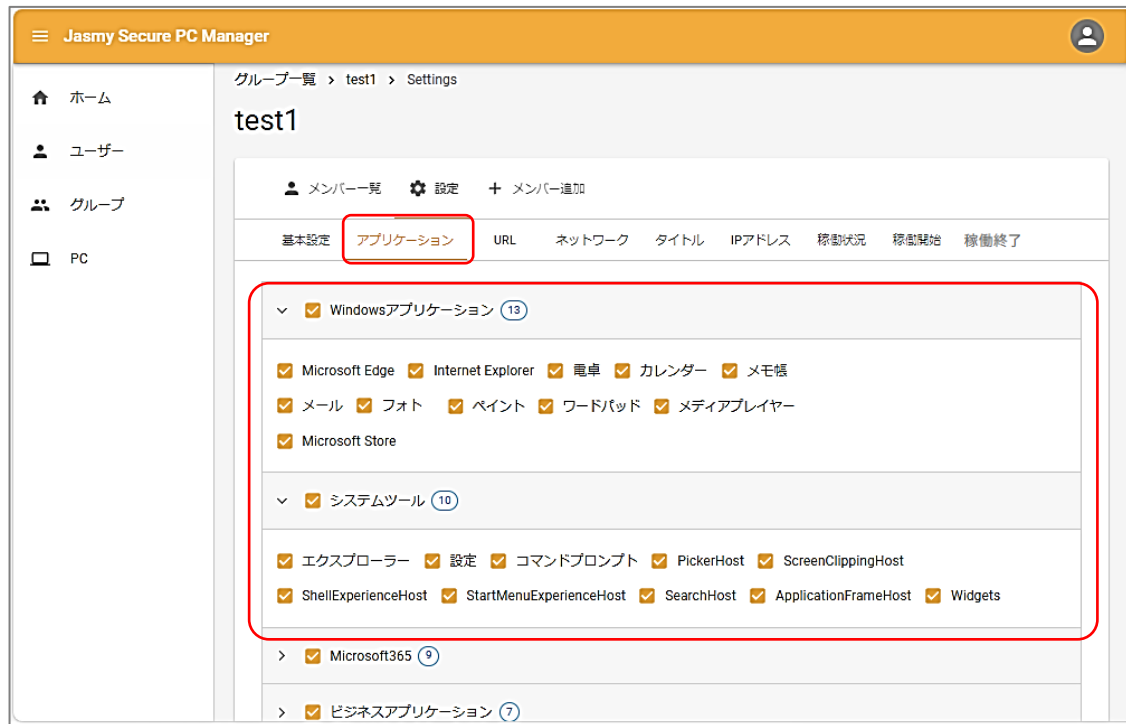 Jasmy Secure PC Manager
ホーム
ユーザー
グループ
PC
グループ一覧 > test1 > Settings
test1
メンバー一覧 設定 + メンバー追加
基本設定 アプリケーション URL ネットワーク タイトル IPアドレス 稼働状況 稼働開始 稼働終了
Windowsアプリケーション 13
Microsoft Edge Internet Explorer 電卓 カレンダー メモ帳
メール フォト ペイント ワードパッド メディアプレイヤー
Microsoft Store
システムツール 10
エクスプローラー 設定 コマンドプロンプト PickerHost ScreenClippingHost
ShellExperienceHost StartMenuExperienceHost SearchHost ApplicationFrameHost Widgets
Microsoft365 9
ビジネスアプリケーション 7